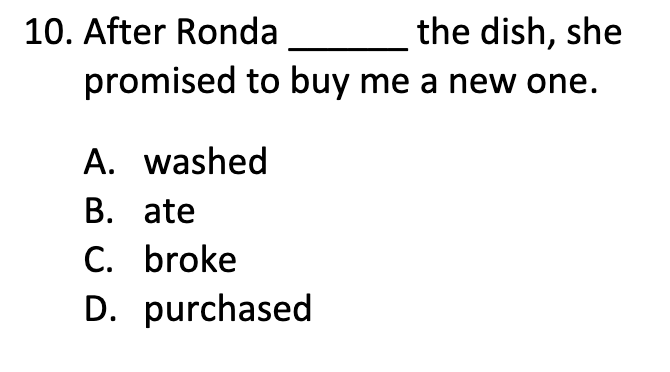 10. After Ronda ______ the dish, she
promised to buy me a new one.
A. washed
B. ate
C. broke
D. purchased